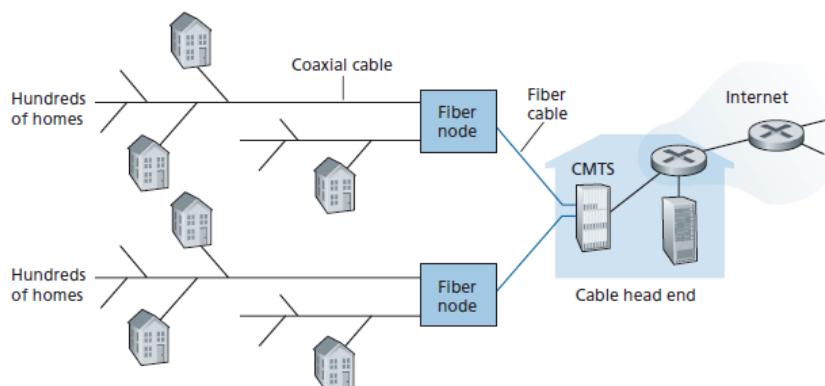 Coaxial cable
Hundreds
of homes
Fiber
node
Fiber
cable
Internet
CMTS
Hundreds
of homes
Fiber
node
Cable head end